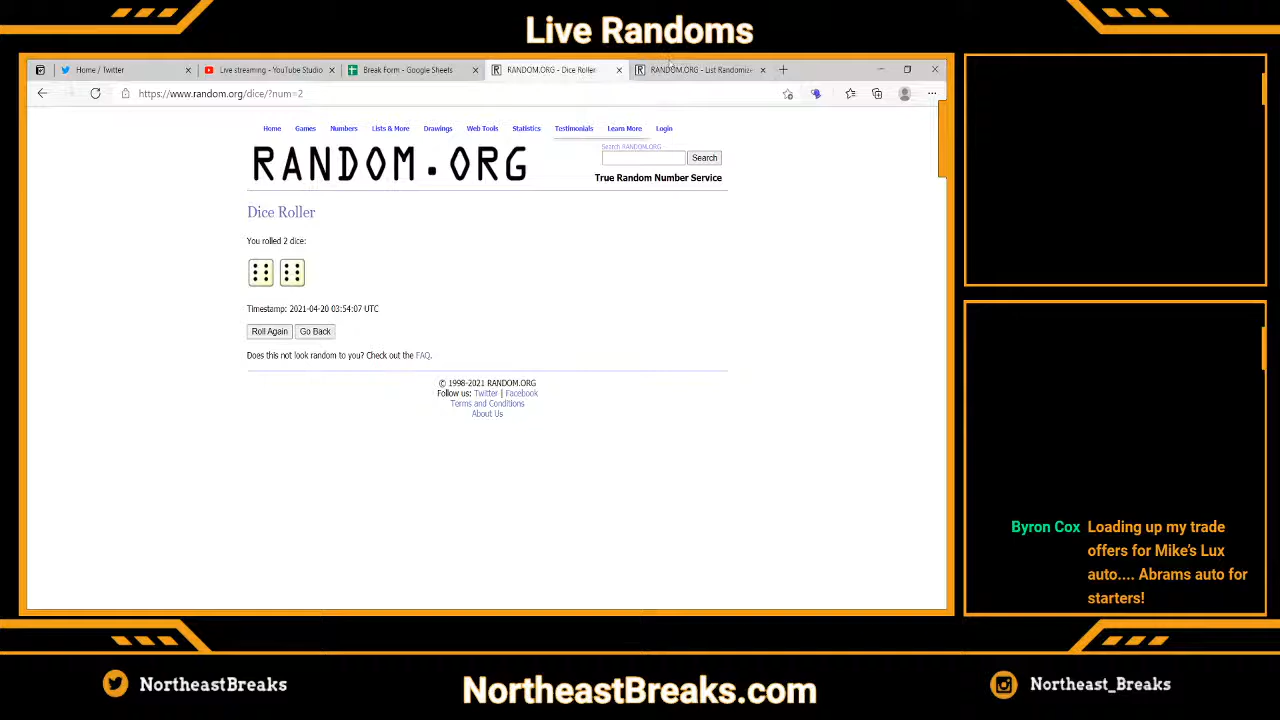 Live Randoms
Home / Twitter
Live streaming - YouTube Studio
Break Form - Google Sheets
RANDOM.ORG - Dice Roller
RANDOM.ORG - List Randomize
https://www.random.org/dice/?num=2
Home Games Numbers Lists & More Drawings Web Tools Statistics Testimonials Learn More Login
RANDOM.ORG
Search RANDOM.ORG
Search
True Random Number Service
Dice Roller
You rolled 2 dice:
Timestamp: 2021-04-20 03:54:07 UTC
Roll Again Go Back
Does this not look random to you? Check out the FAQ.
© 1998-2021 RANDOM.ORG
Follow us: Twitter | Facebook
Terms and Conditions
About Us
Byron Cox Loading up my trade
offers for Mike's Lux
auto.... Abrams auto for
starters!
NortheastBreaks
NortheastBreaks.com
Northeast_Breaks